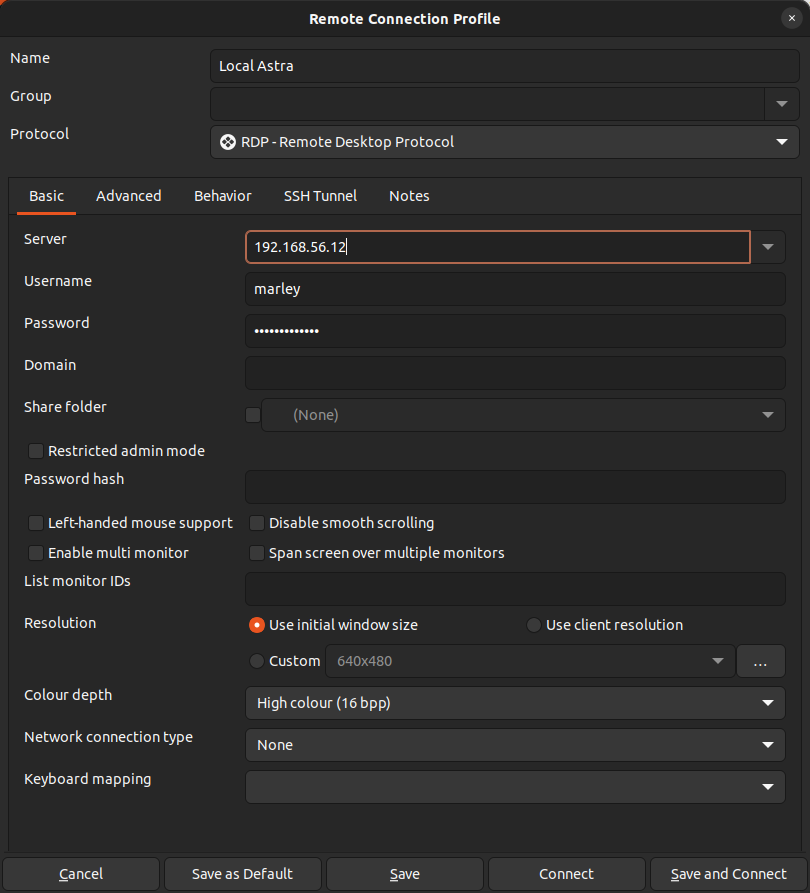 Remote Connection Profile
Name
Local Astra
Group
Protocol
RDP - Remote Desktop Protocol
Basic Advanced Behavior SSH Tunnel Notes
Server
192.168.56.12
Username
marley
Password
•••••••••••••
Domain
Share folder
(None)
Restricted admin mode
Password hash
Left-handed mouse support Disable smooth scrolling
Enable multi monitor Span screen over multiple monitors
List monitor IDs
Resolution
Use initial window size Use client resolution
Custom 640x480 ...
Colour depth
High colour (16 bpp)
Network connection type
None
Keyboard mapping
Cancel Save as Default Save Connect Save and Connect